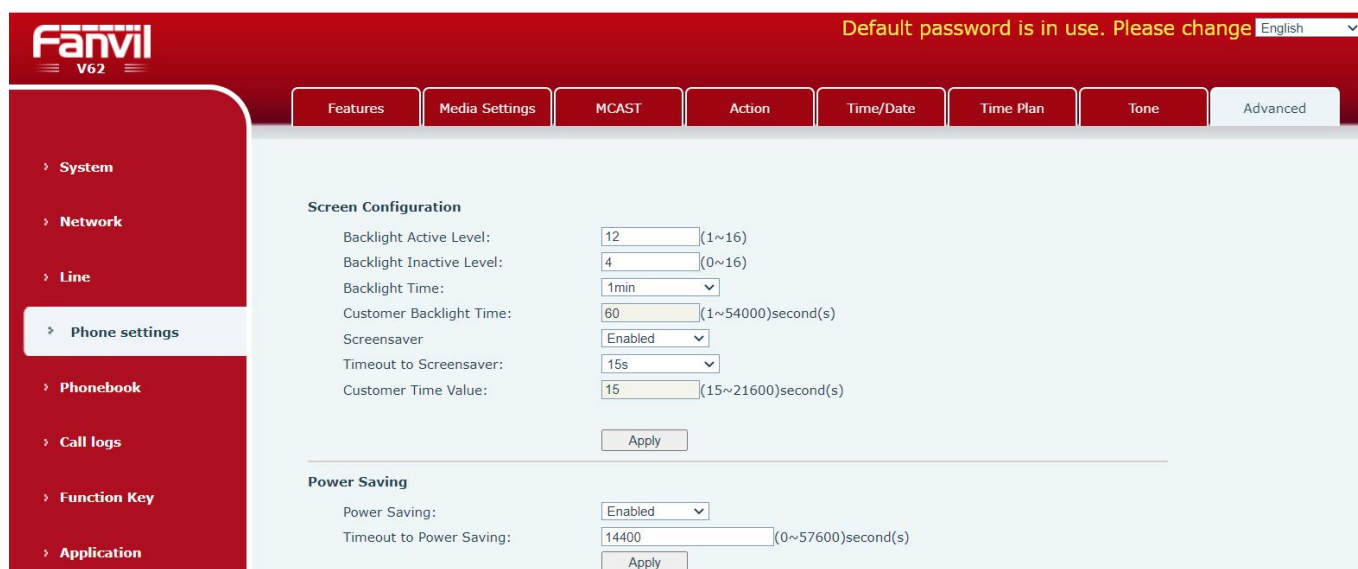 Default password is in use. Please change English
Fanvil
V62
Features Media Settings MCAST Action Time/Date Time Plan Tone Advanced
› System
› Network
› Line
› Phone settings
› Phonebook
› Call logs
› Function Key
› Application
Screen Configuration
Backlight Active Level: 12 (1~16)
Backlight Inactive Level: 4 (0~16)
Backlight Time: 1min
Customer Backlight Time: 60 (1~54000)second(s)
Screensaver Enabled
Timeout to Screensaver: 15s
Customer Time Value: 15 (15~21600)second(s)
Apply
Power Saving
Power Saving: Enabled
Timeout to Power Saving: 14400 (0~57600)second(s)
Apply